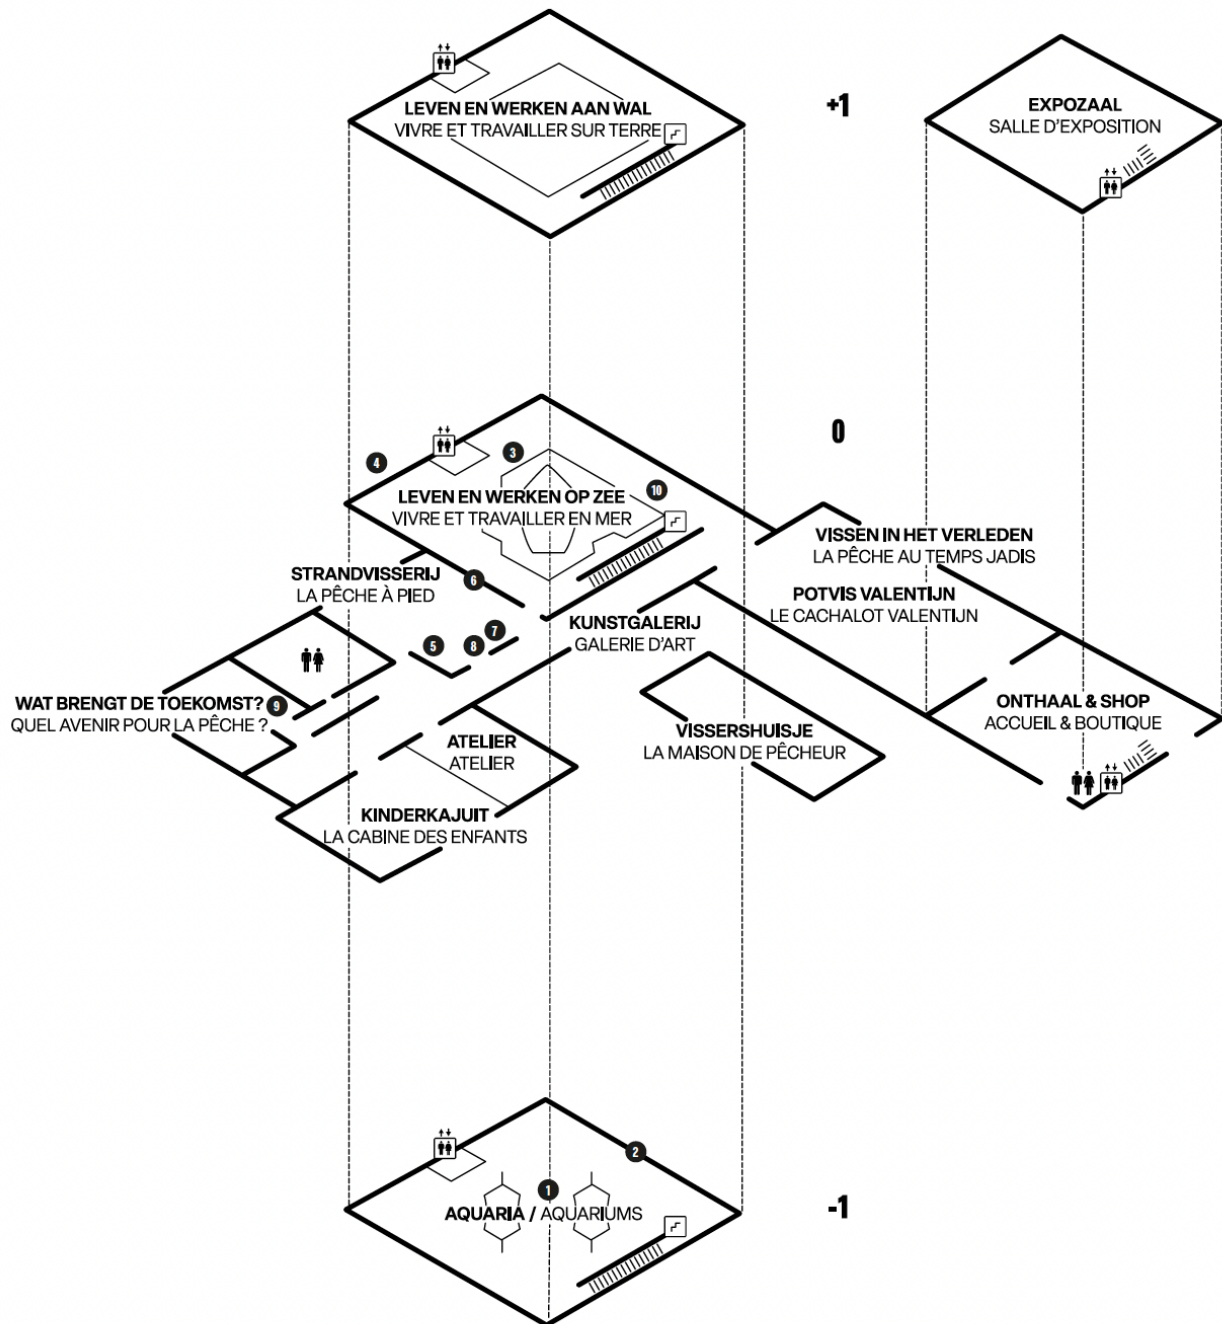 +1
LEVEN EN WERKEN AAN WAL
VIVRE ET TRAVAILLER SUR TERRE
EXPOZAAL
SALLE D'EXPOSITION
0
4
3
10
LEVEN EN WERKEN OP ZEE
VIVRE ET TRAVAILLER EN MER
VISSEN IN HET VERLEDEN
LA PÊCHE AU TEMPS JADIS
STRANDVISSERIJ
LA PÊCHE À PIED
6
POTVIS VALENTIJN
LE CACHALOT VALENTIJN
KUNSTGALERIJ
GALERIE D'ART
5
8
7
WAT BRENGT DE TOEKOMST?
QUEL AVENIR POUR LA PÊCHE ?
9
ONTHAAL & SHOP
ACCUEIL & BOUTIQUE
VISSERSHUISJE
LA MAISON DE PÊCHEUR
ATELIER
ATELIER
KINDERKAJUIT
LA CABINE DES ENFANTS
2
1
AQUARIA / AQUARIUMS
-1